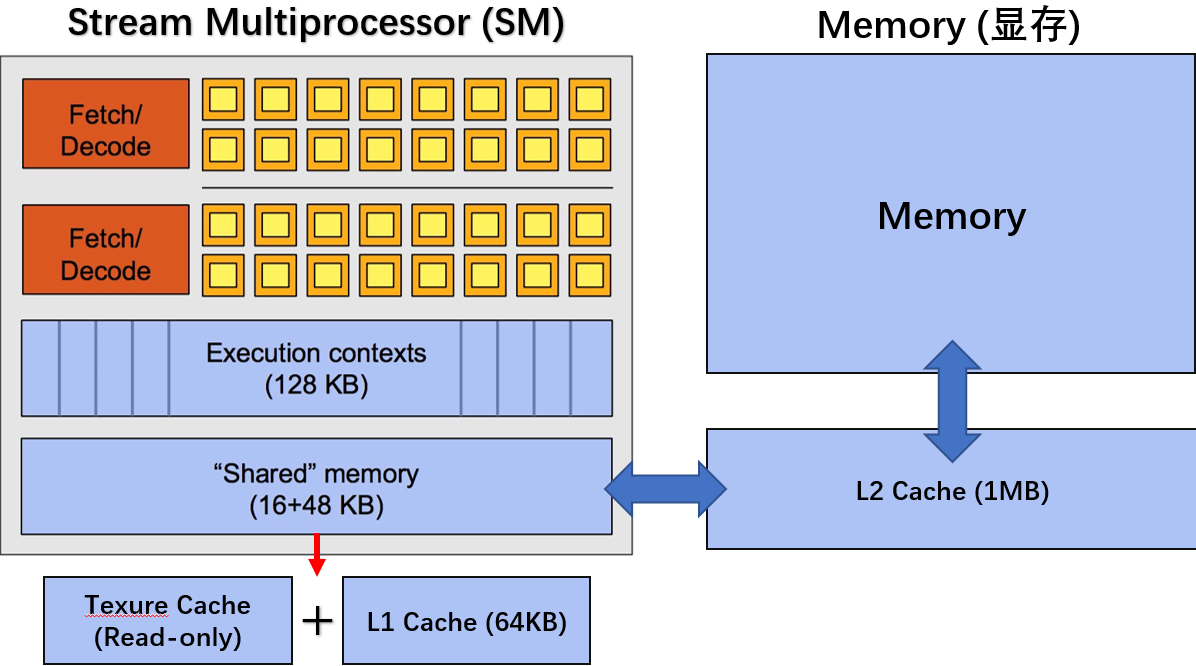 Stream Multiprocessor (SM)
Memory (显存)
Fetch/
Decode
Fetch/
Decode
Execution contexts
(128 KB)
“Shared” memory
(16+48 KB)
Memory
L2 Cache (1MB)
Texure Cache
(Read-only)
+
L1 Cache (64KB)